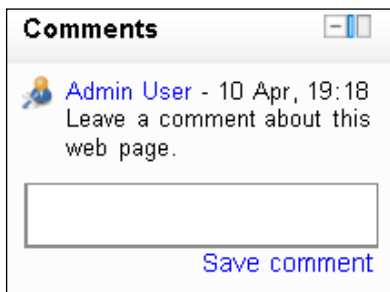 Comments
Admin User - 10 Apr, 19:18
Leave a comment about this
web page.
Save comment